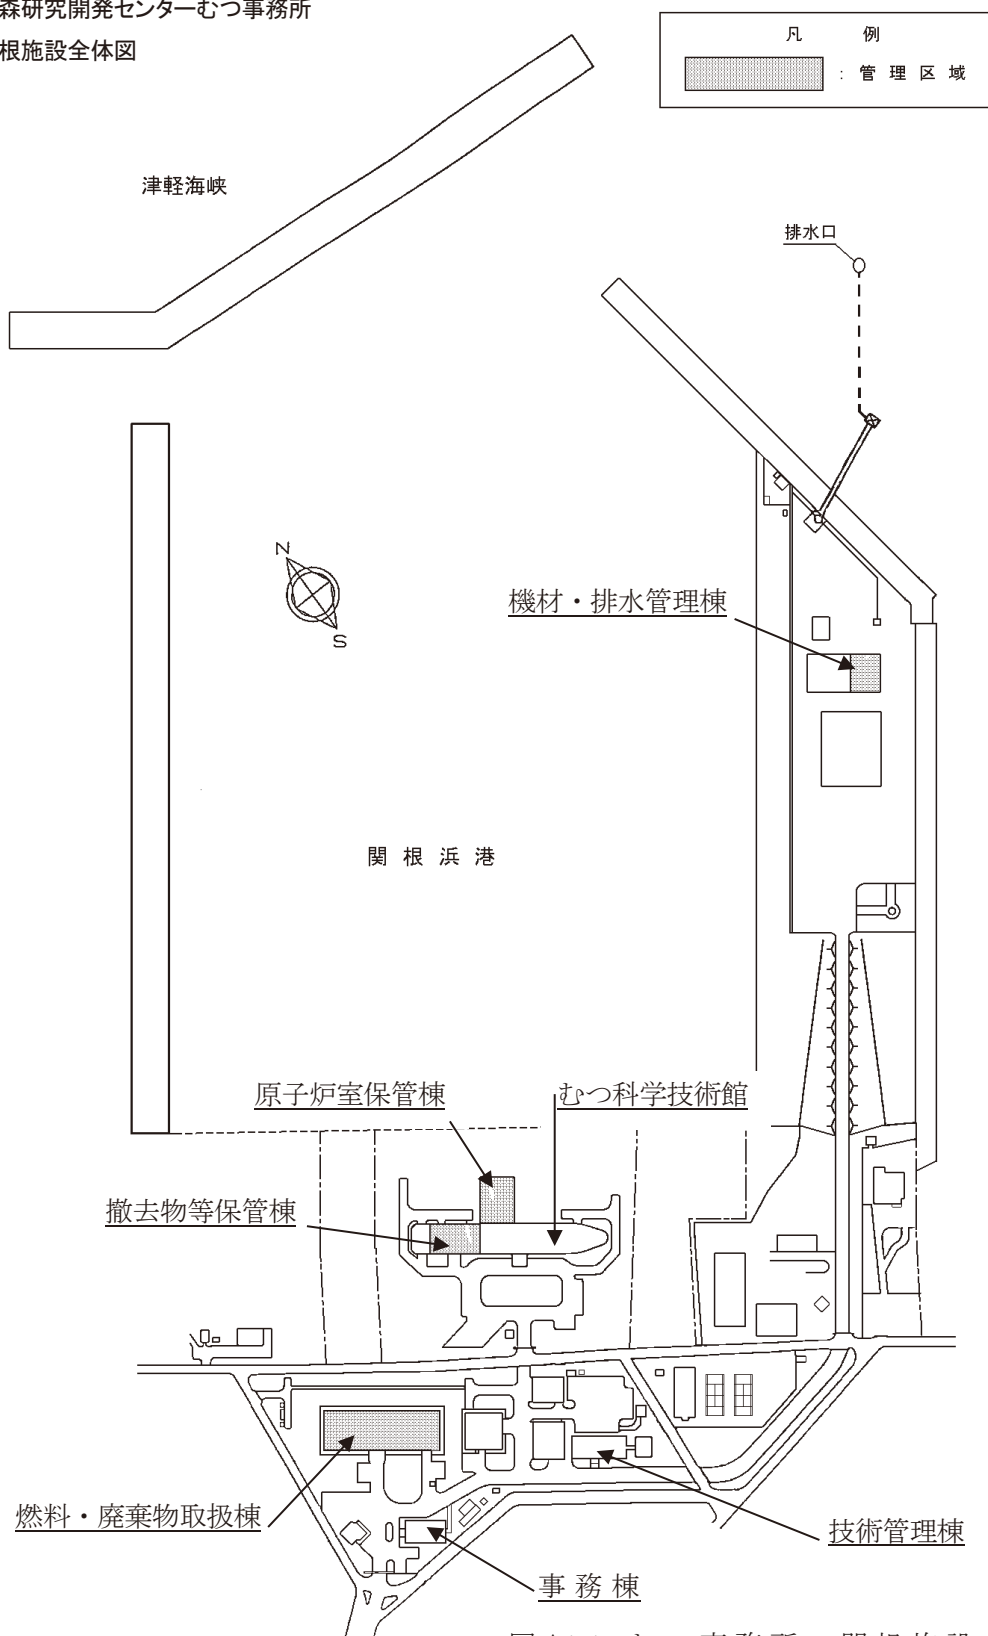 森研究開発センターむつ事務所
根施設全体図
凡 例
: 管理区域
津軽海峡
排水口
N
S
機材・排水管理棟
関根浜港
原子炉室保管棟
むつ科学技術館
撤去物等保管棟
燃料・廃棄物取扱棟
技術管理棟
事務棟